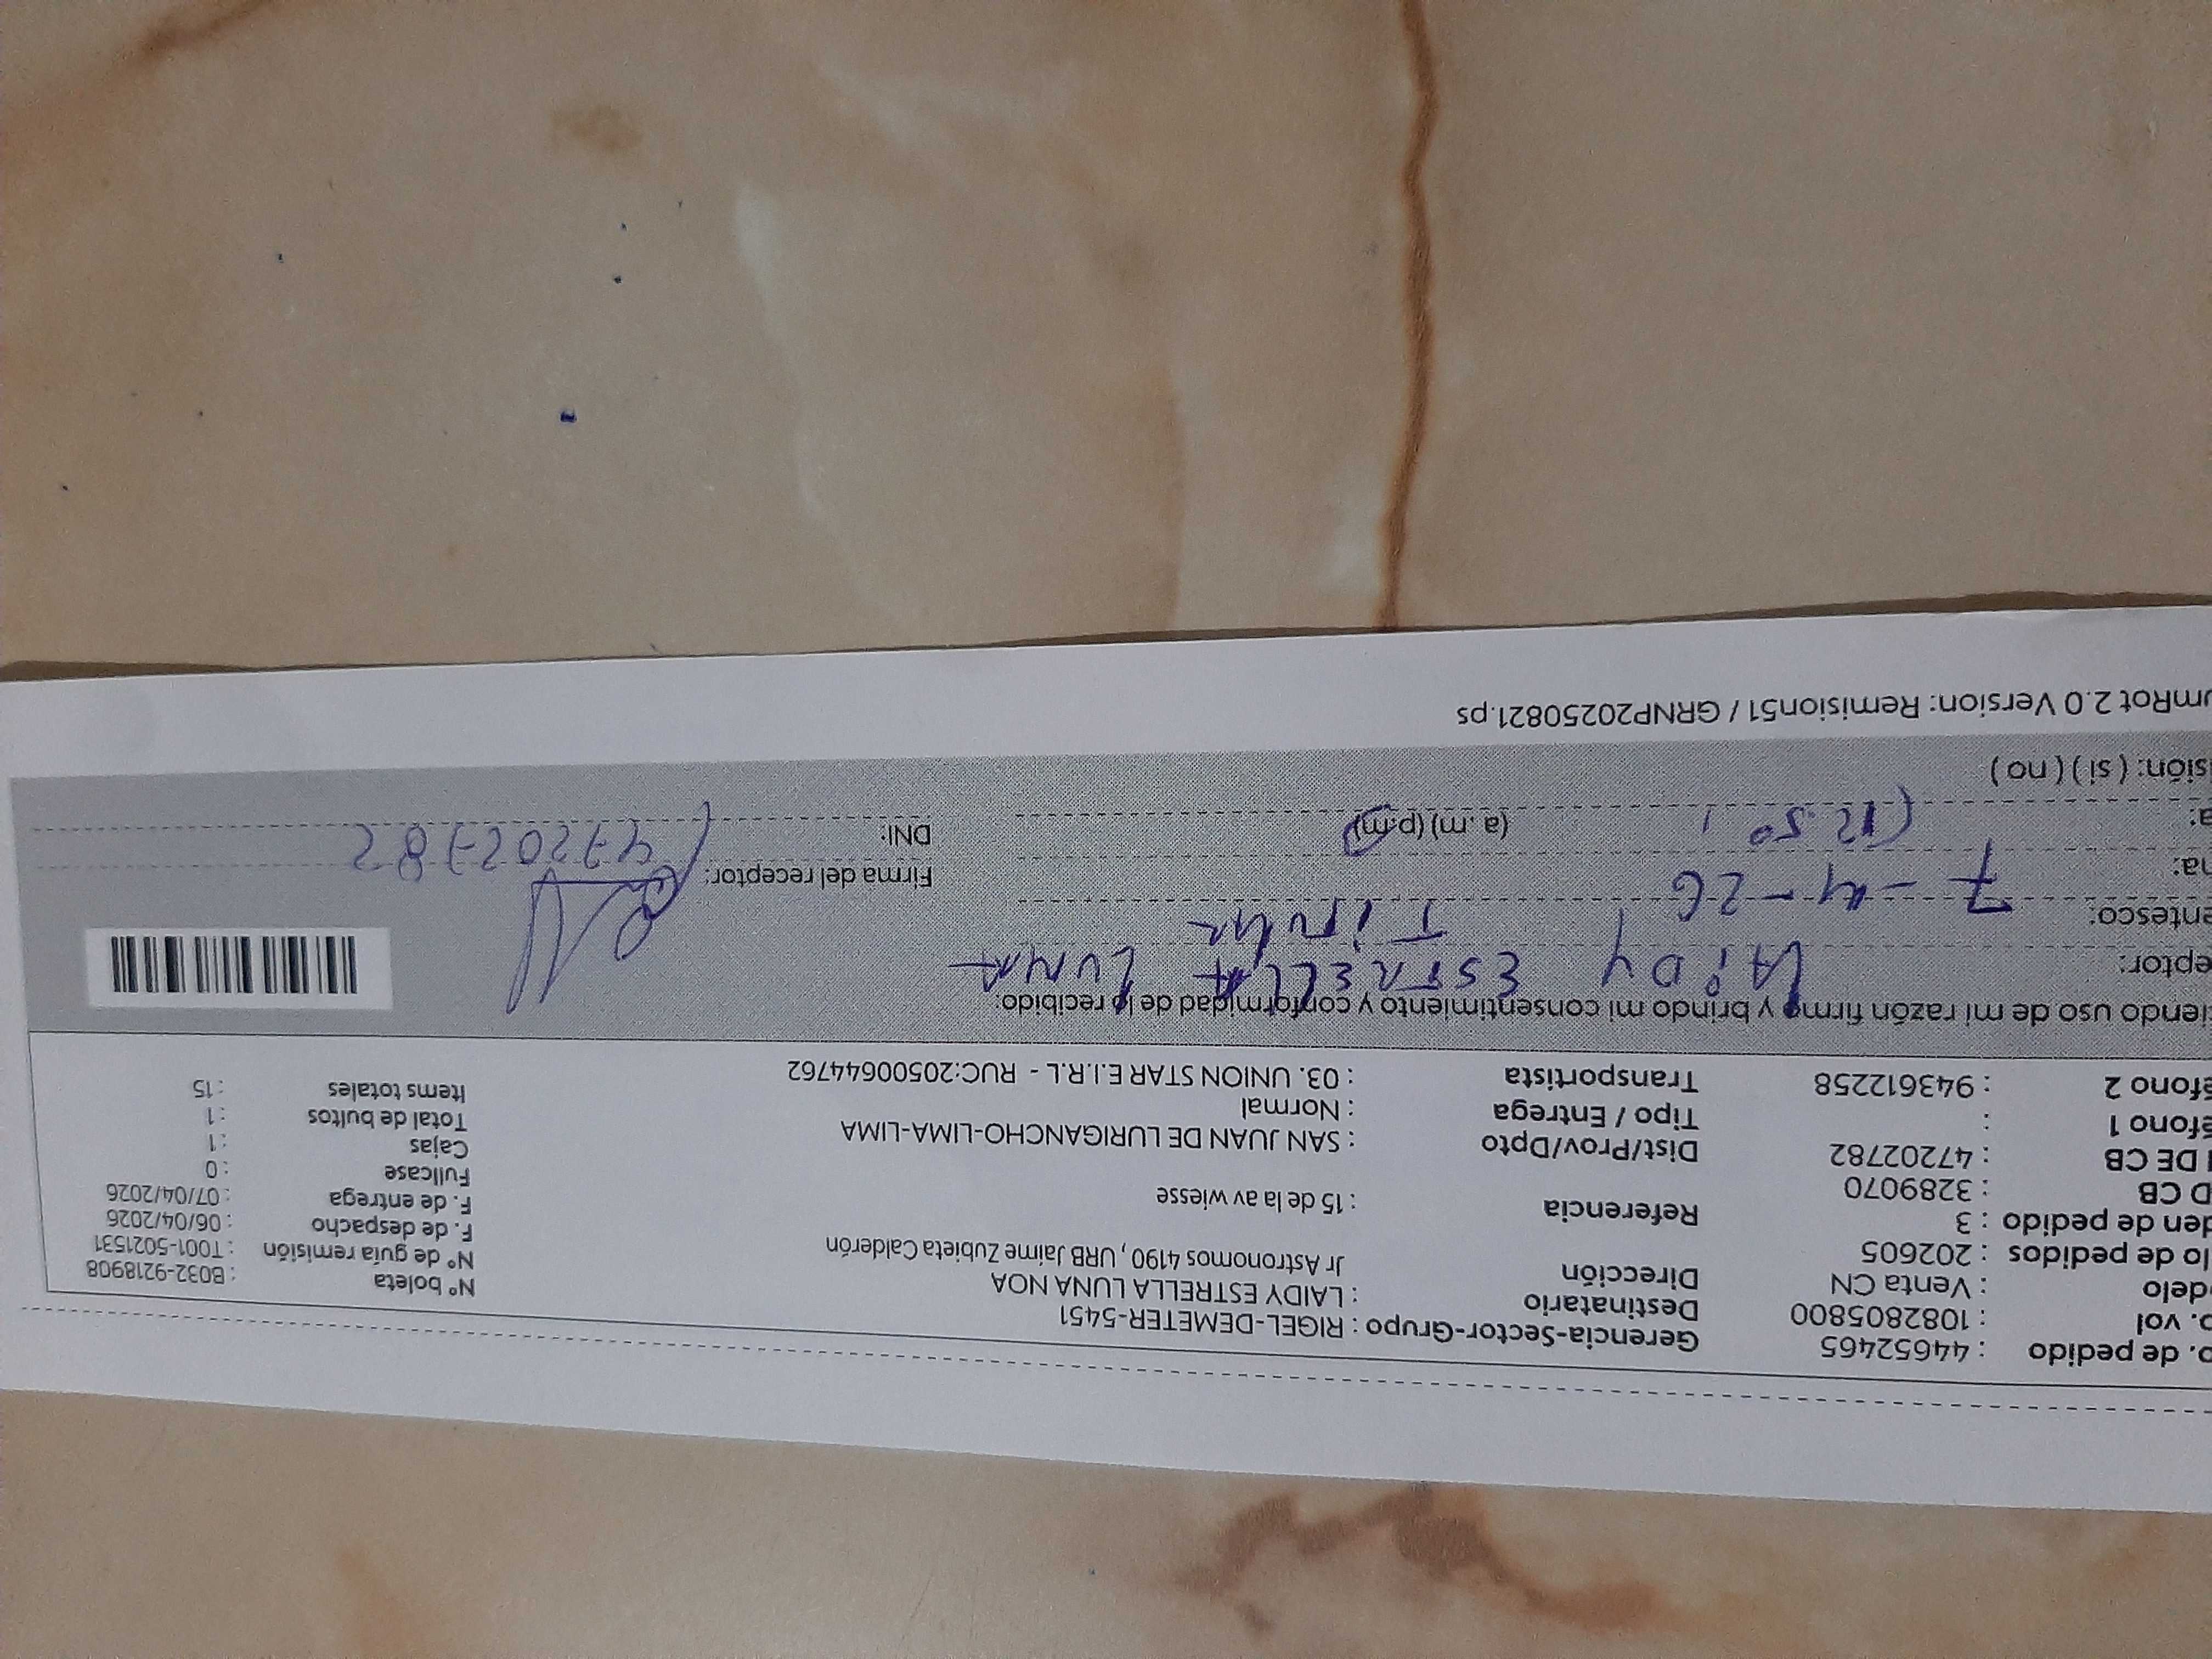 o. de pedido : 44652465 Gerencia-Sector-Grupo : RIGEL-DEMETER-5451 N° boleta : B032-9218908
o. vol : 1082805800 Destinatario : LAIDY ESTRELLA LUNA NOA N° de guía remisión : T001-5021531
delo : Venta CN Dirección Jr Astronomos 4190 , URB Jaime Zubieta Calderón F. de despacho : 06/04/2026
lo de pedidos : 202605 F. de entrega : 07/04/2026
den de pedido : 3 Referencia : 15 de la av wiesse Fullcase : 0
D CB : 3289070 Cajas : 1
I DE CB : 47202782 Dist/Prov/Dpto : SAN JUAN DE LURIGANCHO-LIMA-LIMA Total de bultos : 1
éfono 1 : Tipo / Entrega : Normal Items totales : 15
éfono 2 : 943612258 Transportista : 03. UNION STAR E.I.R.L - RUC:20500644762
iendo uso de mi razón firmo y brindo mi consentimiento y conformidad de lo recibido.
eptor: LAiDY ESTRELLA LUNA
entesco: Titular Firma del receptor:
ha: 7-04-26
a: 12.50 (a.m) (p.m) DNI: 47202782
isión: ( si ) ( no )
umRot 2.0 Version: Remision51 / GRNP20250821.ps